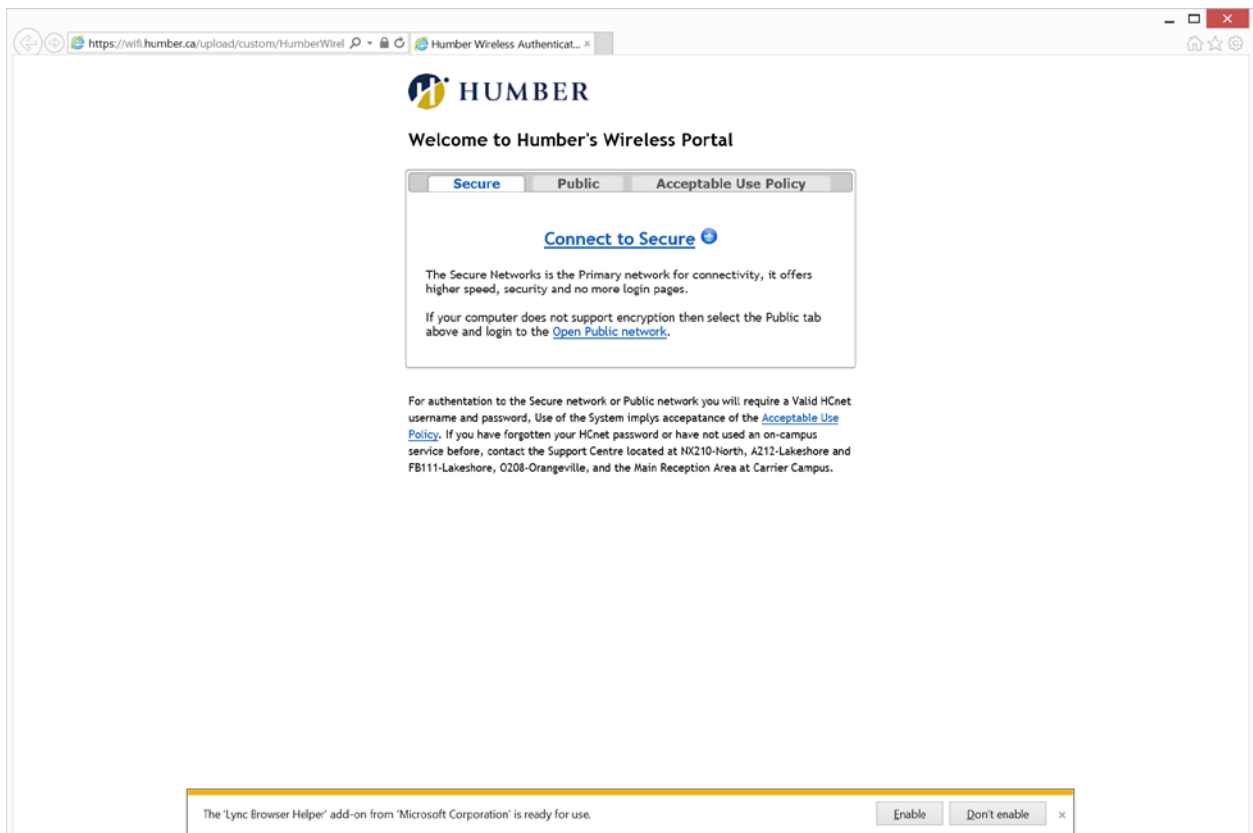 https://wifi.humber.ca/upload/custom/HumberWirel
Humber Wireless Authenticat...
HUMBER
Welcome to Humber's Wireless Portal
Secure Public Acceptable Use Policy
Connect to Secure
The Secure Networks is the Primary network for connectivity, it offers
higher speed, security and no more login pages.
If your computer does not support encryption then select the Public tab
above and login to the Open Public network.
For authentation to the Secure network or Public network you will require a Valid HCnet
username and password, Use of the System implys accepatance of the Acceptable Use
Policy. If you have forgotten your HCnet password or have not used an on-campus
service before, contact the Support Centre located at NX210-North, A212-Lakeshore and
FB111-Lakeshore, O208-Orangeville, and the Main Reception Area at Carrier Campus.
The 'Lync Browser Helper' add-on from 'Microsoft Corporation' is ready for use. Enable Don't enable